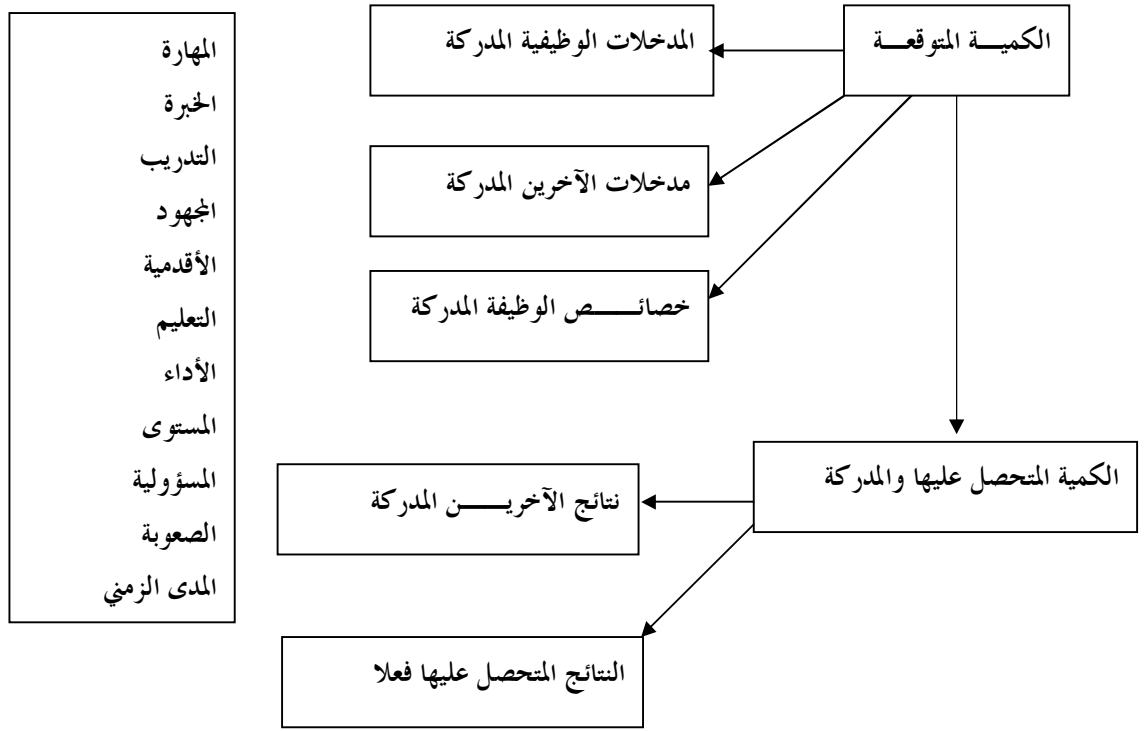 الكمية المتوقعة
المدخلات الوظيفية المدركة
مدخلات الآخرين المدركة
خصائص الوظيفة المدركة
الكمية المتحصل عليها والمدركة
نتائج الآخرين المدركة
النتائج المتحصل عليها فعلا
المهارة
الخبرة
التدريب
المجهود
الأقدمية
التعليم
الأداء
المستوى
المسؤولية
الصعوبة
المدى الزمني